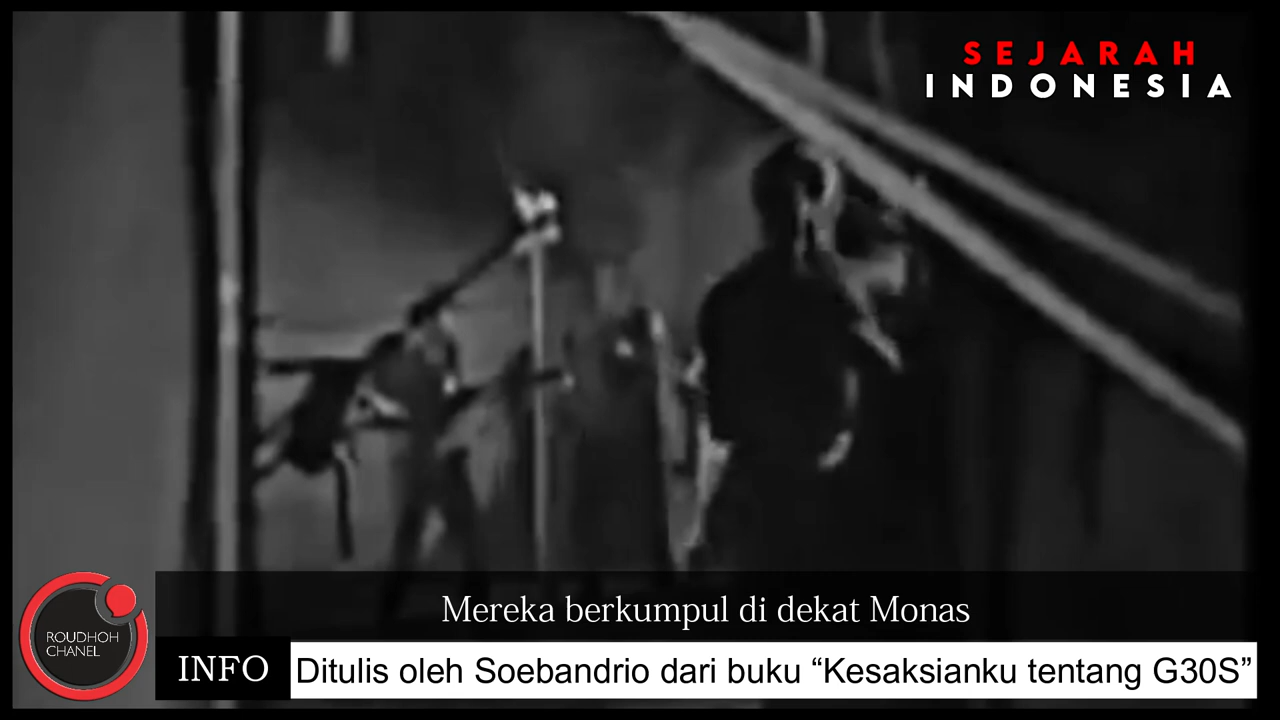 SEJARAH
INDONESIA
Mereka berkumpul di dekat Monas
ROUDHOH
CHANEL
INFO
Ditulis oleh Soebandrio dari buku “Kesaksianku tentang G30S”